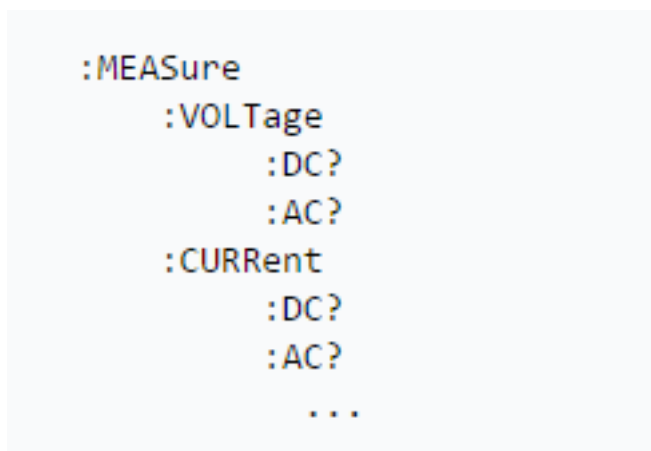 :MEASure
:VOLTage
:DC?
:AC?
:CURRent
:DC?
:AC?
...